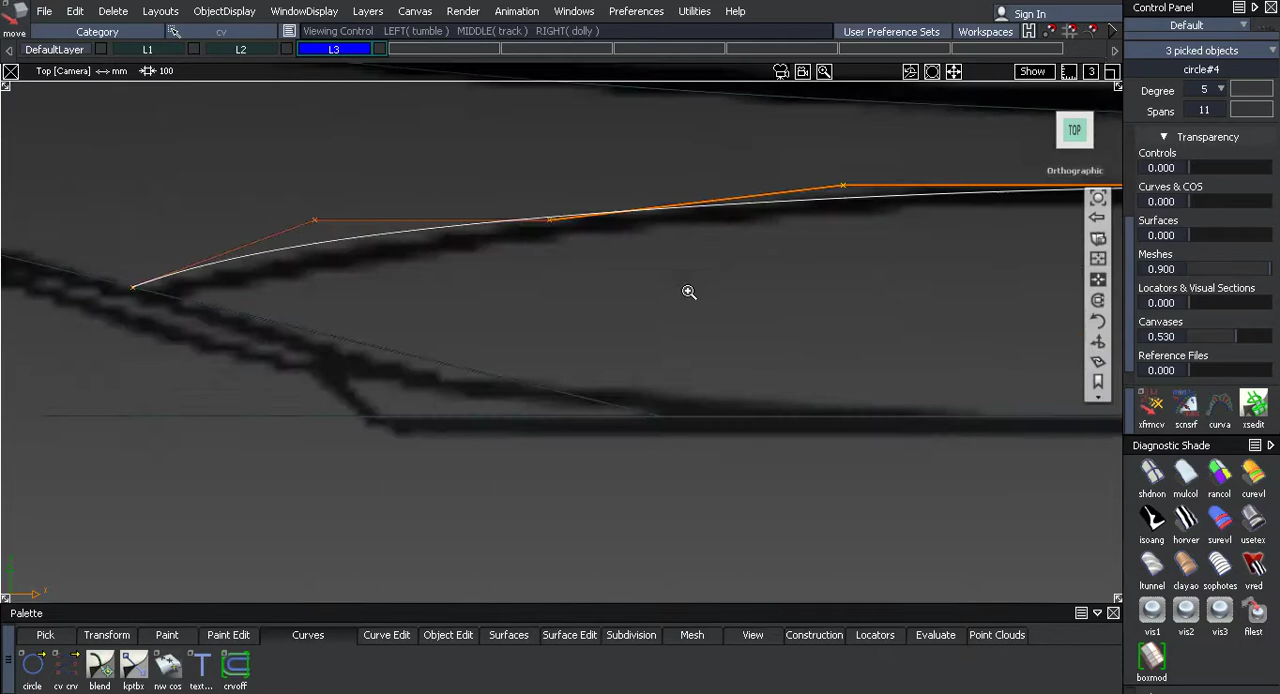 File Edit Delete Layouts ObjectDisplay WindowDisplay Layers Canvas Render Animation Windows Preferences Utilities Help
Sign In
Control Panel
move
Category
cv
Viewing Control LEFT( tumble ) MIDDLE( track ) RIGHT( dolly )
User Preference Sets
Workspaces
Default
DefaultLayer L1 L2 L3
3 picked objects
Top [Camera] mm 100
Show
3
circle#4
Degree 5
Spans 11
TOP
Orthographic
Transparency
Controls
0.000
Curves & COS
0.000
Surfaces
0.000
Meshes
0.900
Locators & Visual Sections
0.000
Canvases
0.530
Reference Files
0.000
xfrmcv scnsrf curva xsedit
Diagnostic Shade
shdnon mulcol rancol curevl
isoang horver surevl usetex
ltunnel clayao sophotes vred
vis1 vis2 vis3 filest
boxmod
x
Palette
Pick Transform Paint Paint Edit Curves Curve Edit Object Edit Surfaces Surface Edit Subdivision Mesh View Construction Locators Evaluate Point Clouds
circle cv crv blend kptbx nw cos text... crvoff